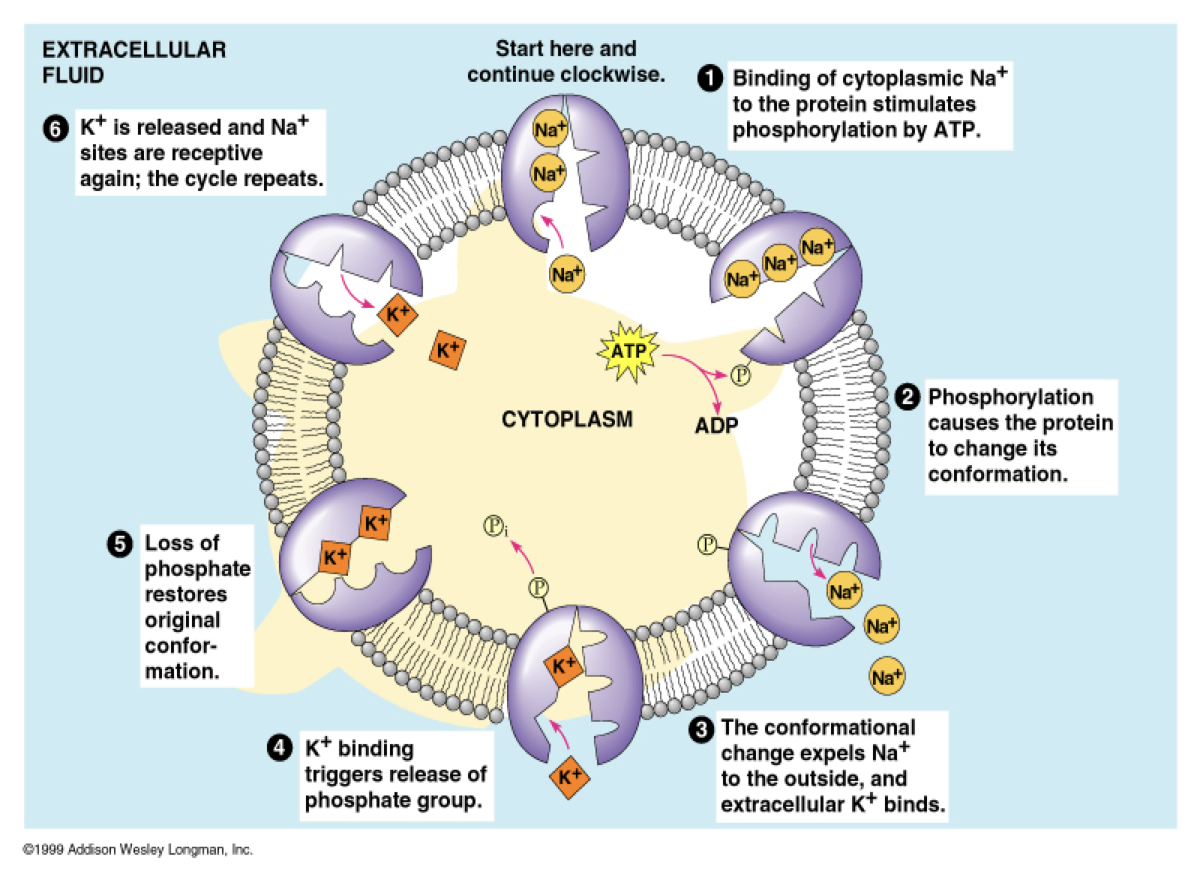 EXTRACELLULAR
FLUID
Start here and
continue clockwise.
1 Binding of cytoplasmic Na+
to the protein stimulates
phosphorylation by ATP.
6 K+ is released and Na+
sites are receptive
again; the cycle repeats.
Na+
Na+
Na+
Na+
Na+
Na+
K+
K+
ATP
P
ADP
CYTOPLASM
2 Phosphorylation
causes the protein
to change its
conformation.
5 Loss of
phosphate
restores
original
confor-
mation.
K+
K+
Pi
P
P
Na+
Na+
Na+
K+
K+
3 The conformational
change expels Na+
to the outside, and
extracellular K+ binds.
4 K+ binding
triggers release of
phosphate group.
©1999 Addison Wesley Longman, Inc.